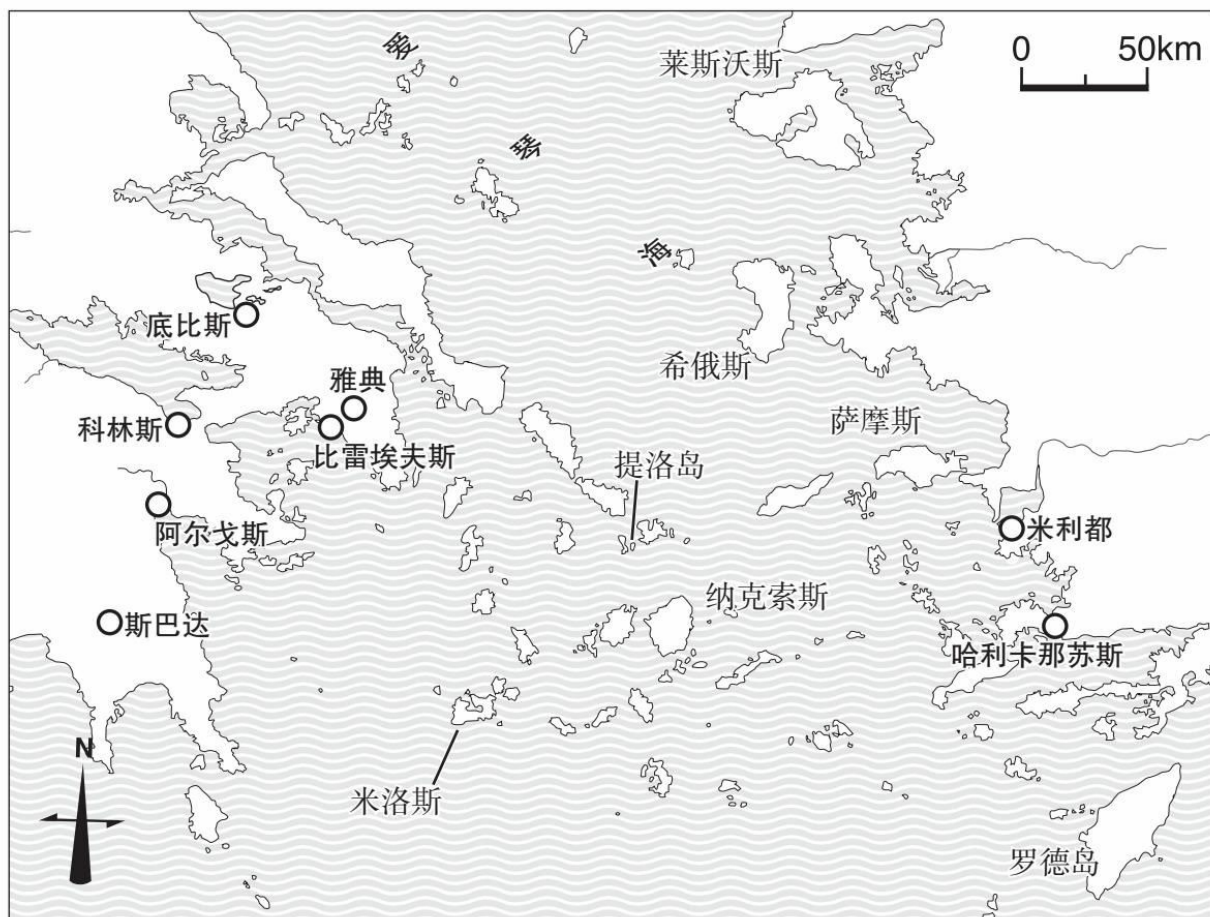 爱琴海
莱斯沃斯
0 50km
底比斯
希俄斯
雅典
科林斯
比雷埃夫斯
萨摩斯
提洛岛
阿尔戈斯
米利都
纳克索斯
斯巴达
哈利卡那苏斯
N
米洛斯
罗德岛